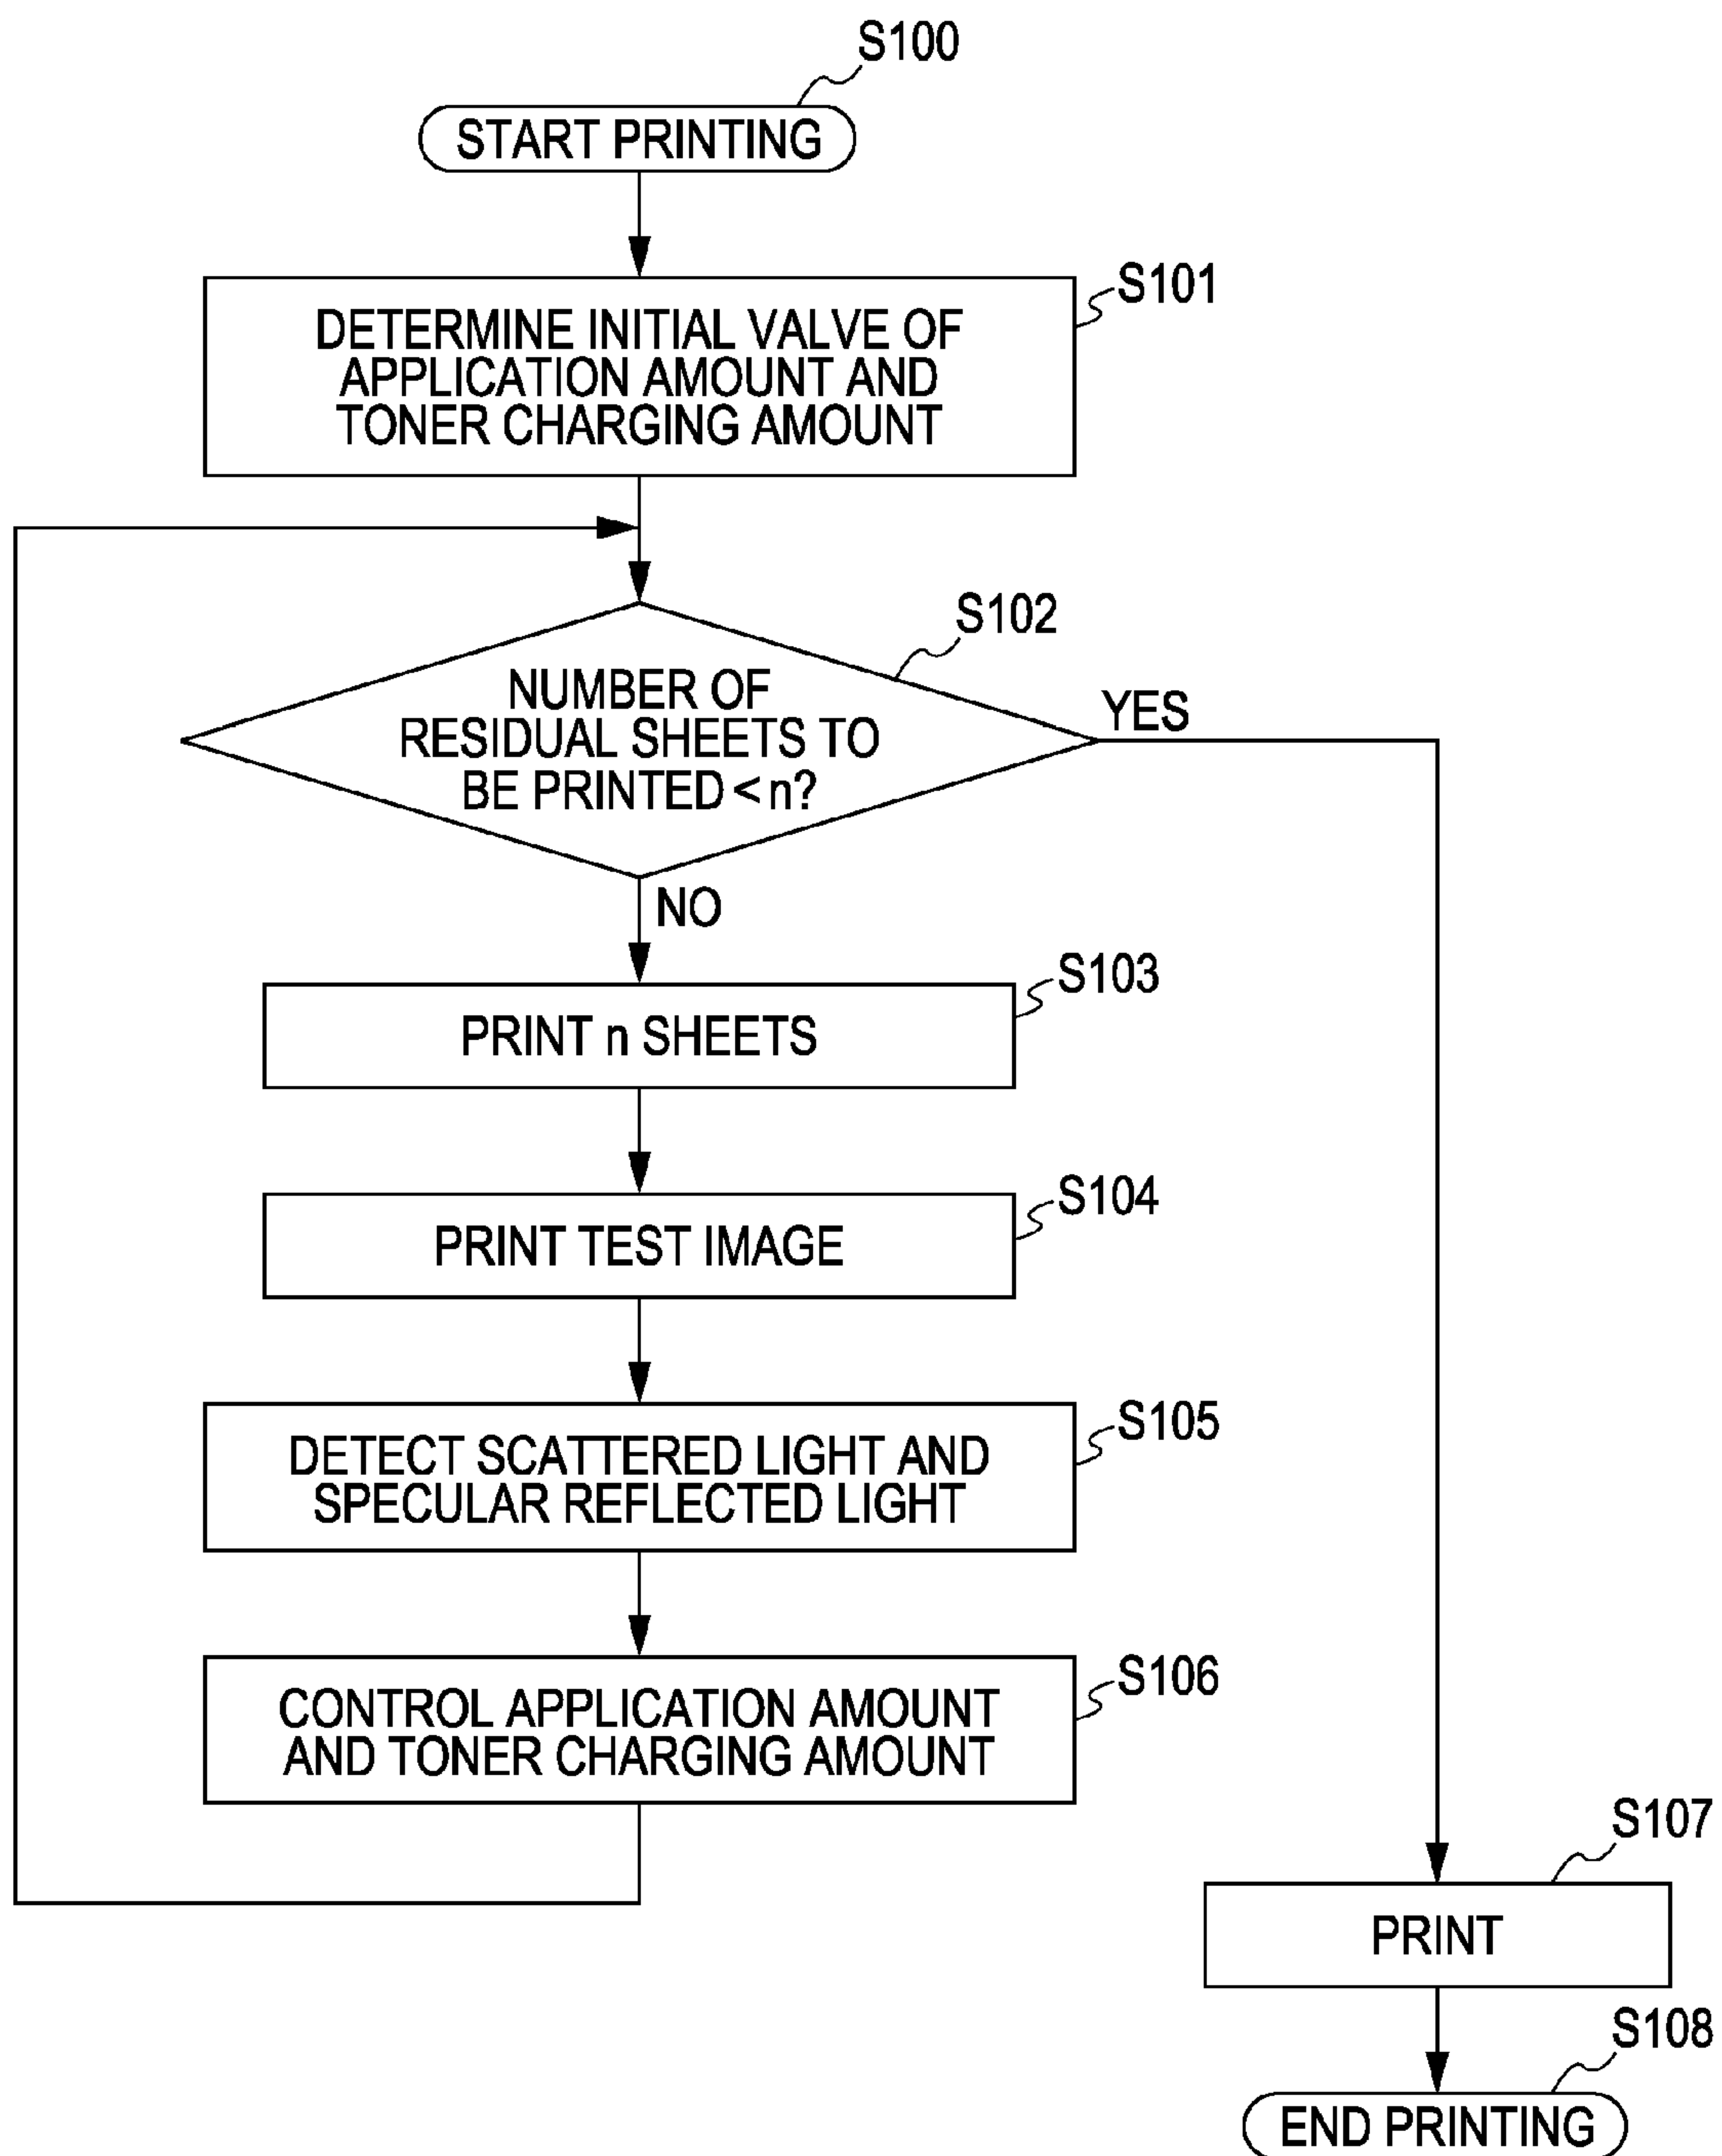 S100
START PRINTING
S101
DETERMINE INITIAL VALVE OF
APPLICATION AMOUNT AND
TONER CHARGING AMOUNT
S102
NUMBER OF
RESIDUAL SHEETS TO
BE PRINTED < n?
YES
NO
S103
PRINT n SHEETS
S104
PRINT TEST IMAGE
S105
DETECT SCATTERED LIGHT AND
SPECULAR REFLECTED LIGHT
S106
CONTROL APPLICATION AMOUNT
AND TONER CHARGING AMOUNT
S107
PRINT
S108
END PRINTING